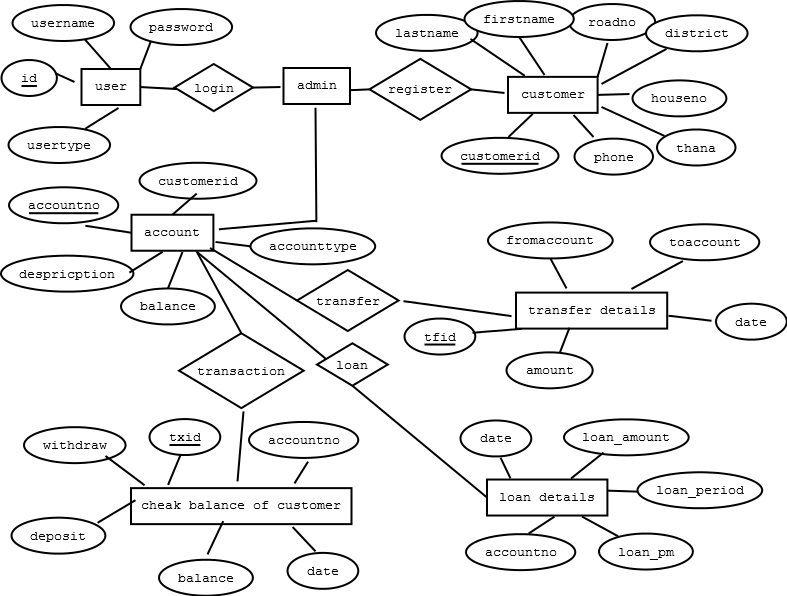 username
password
id
user
usertype
login
admin
register
lastname
firstname
roadno
district
customer
houseno
customerid
phone
thana
customerid
accountno
account
accounttype
despricption
balance
transfer
fromaccount
toaccount
transfer details
tfid
date
amount
transaction
loan
withdraw
txid
accountno
cheak balance of customer
deposit
balance
date
date
loan_amount
loan details
loan_period
accountno
loan_pm